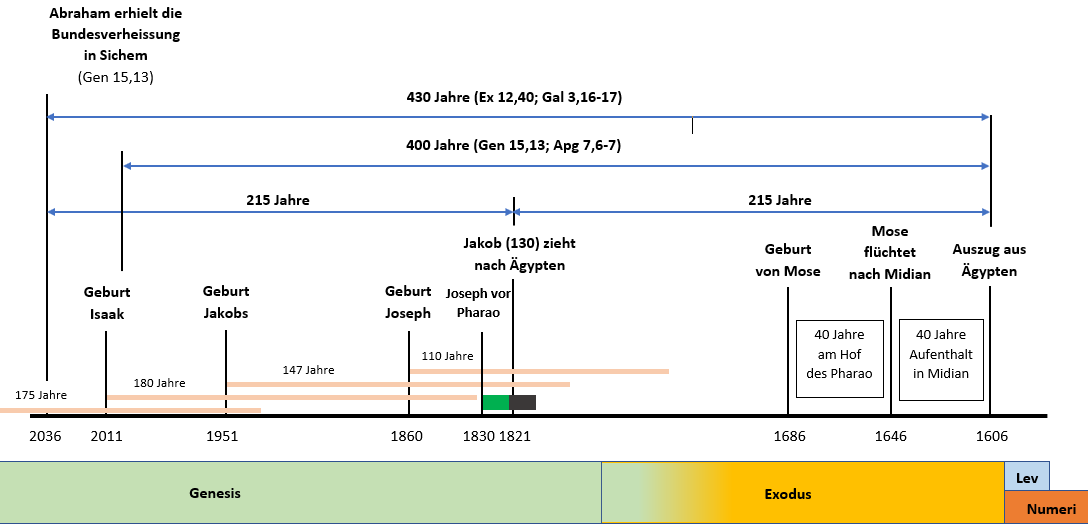 Abraham erhielt die
Bundesverheissung
in Sichem
(Gen 15,13)
430 Jahre (Ex 12,40; Gal 3,16-17)
400 Jahre (Gen 15,13; Apg 7,6-7)
215 Jahre
215 Jahre
Jakob (130) zieht
nach Ägypten
Geburt
von Mose
Mose
flüchtet
nach Midian
Auszug aus
Ägypten
Geburt
Isaak
Geburt
Jakobs
Geburt
Joseph
Joseph vor
Pharao
40 Jahre
am Hof
des Pharao
40 Jahre
Aufenthalt
in Midian
110 Jahre
147 Jahre
180 Jahre
175 Jahre
2036
2011
1951
1860
1830
1821
1686
1646
1606
Genesis
Exodus
Lev
Numeri